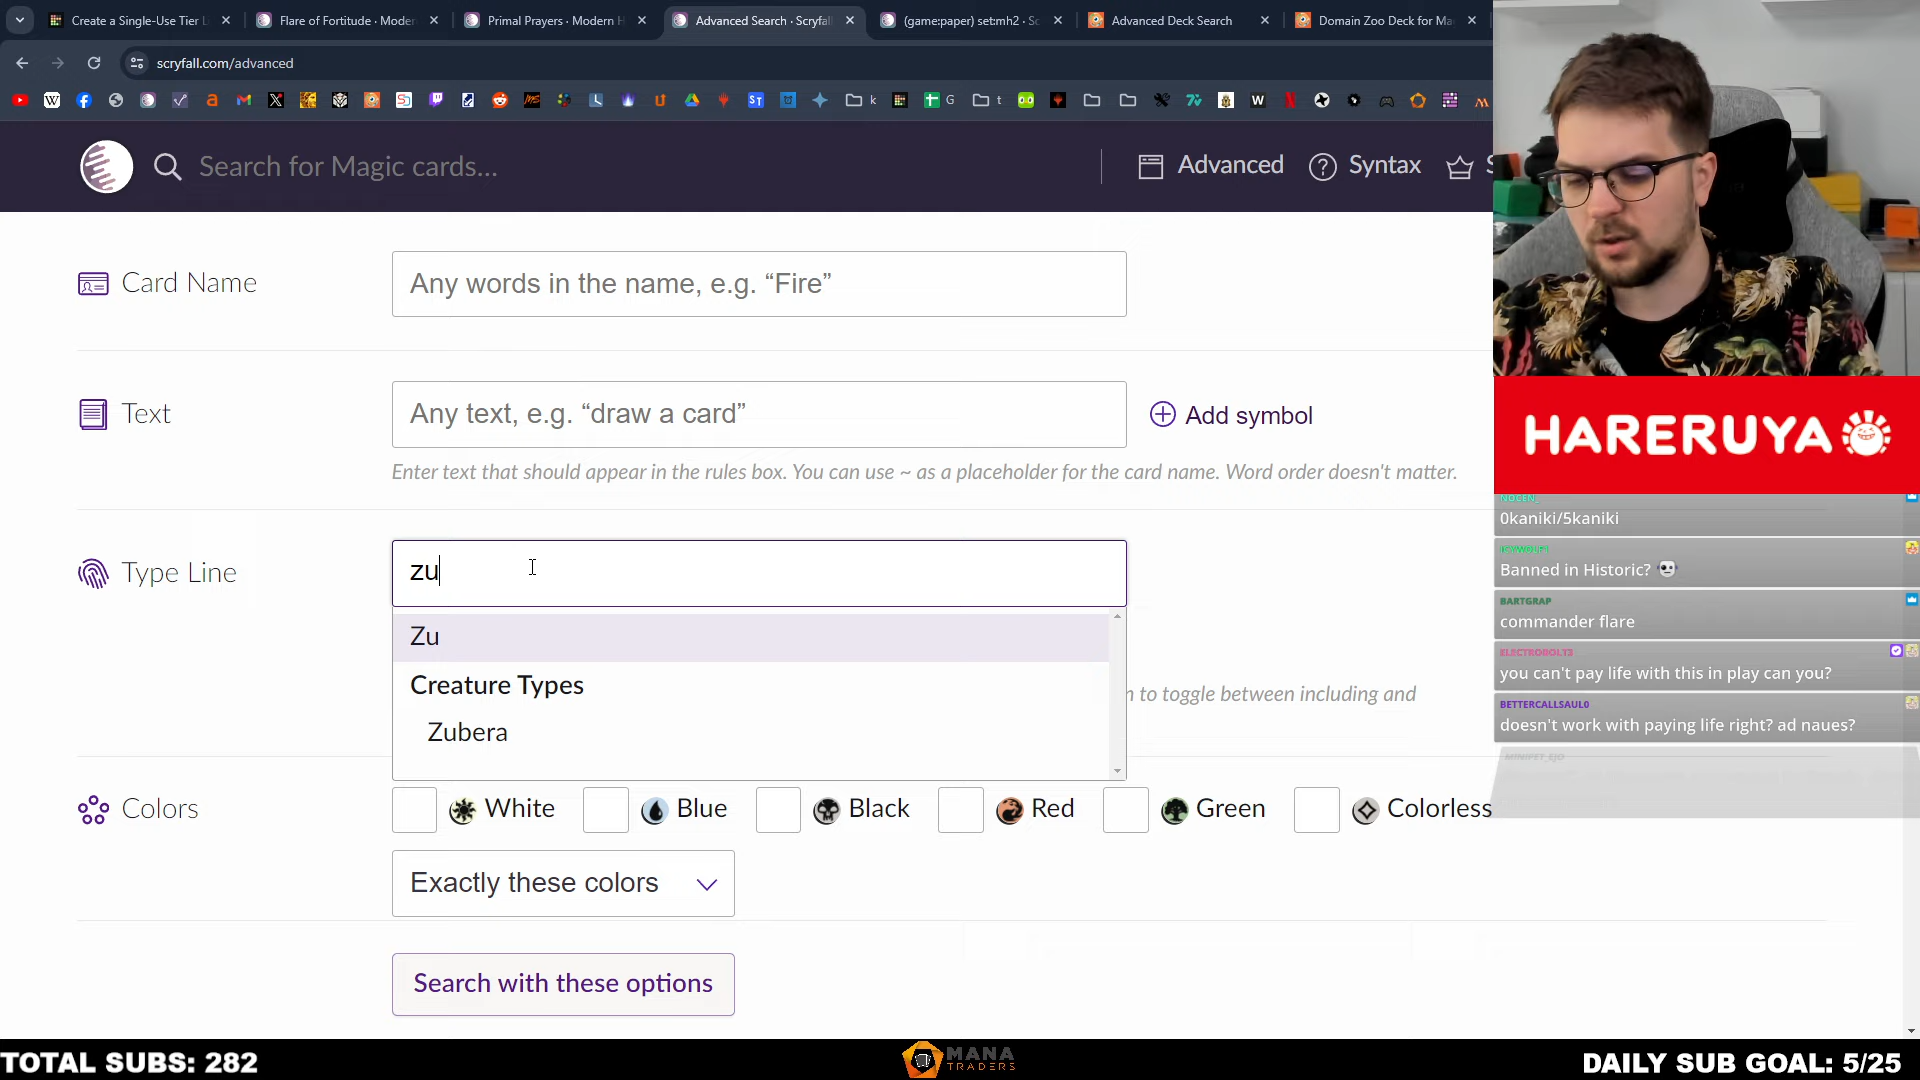 Create a Single-Use Tier L
Flare of Fortitude · Moder
Primal Prayers · Modern H
Advanced Search · Scryfall
(game:paper) set:mh2 · Sc
Advanced Deck Search
Domain Zoo Deck for Ma
scryfall.com/advanced
k
G
t
Search for Magic cards...
Advanced
Syntax
S
Card Name
Any words in the name, e.g. “Fire”
Text
Any text, e.g. “draw a card”
Add symbol
Enter text that should appear in the rules box. You can use ~ as a placeholder for the card name. Word order doesn't matter.
Type Line
zu
Zu
Creature Types
Zubera
n to toggle between including and
Colors
White
Blue
Black
Red
Green
Colorless
Exactly these colors
Search with these options
HARERUYA
0kaniki/5kaniki
Banned in Historic?
BARTGRAP
commander flare
you can't pay life with this in play can you?
BETTERCALLSAUL0
doesn't work with paying life right? ad naues?
TOTAL SUBS: 282
MANA
TRADERS
DAILY SUB GOAL: 5/25